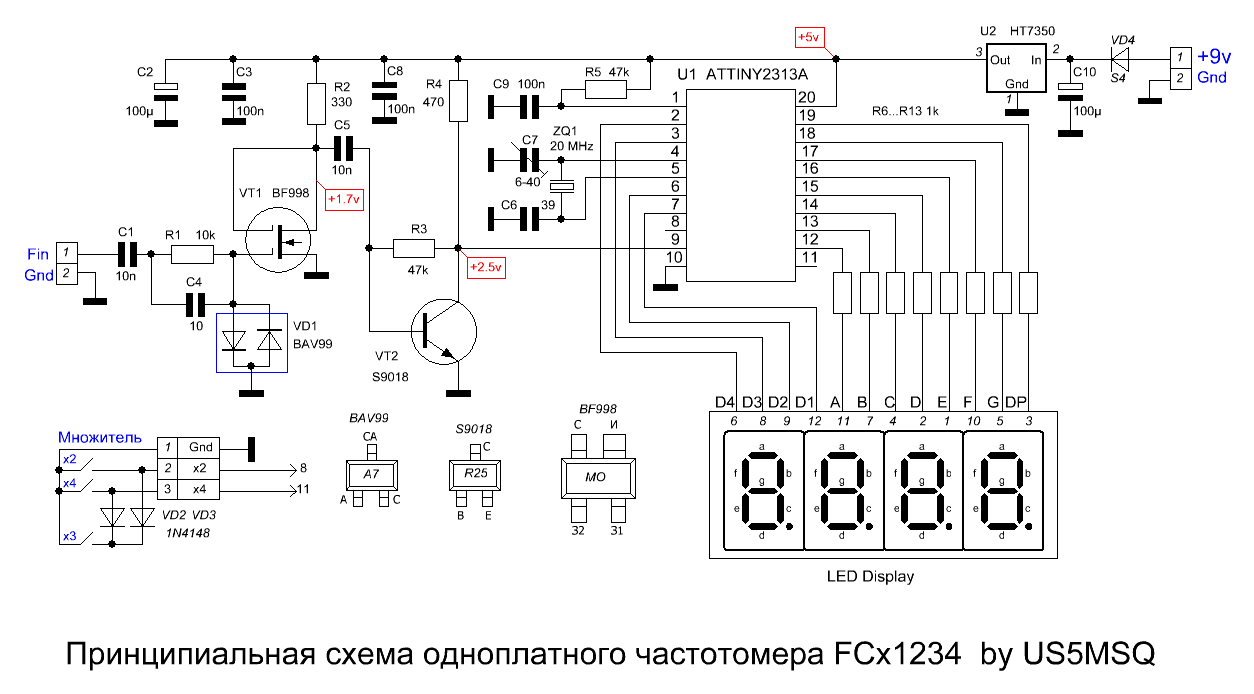 +5v
U2 HT7350
VD4
+9v
3 Out In 2
1
C2
C3
C8
R4
C9 100n
R5 47k
U1 ATTINY2313A
Gnd
C10
S4
2 Gnd
R2
330
470
1
100µ
100n
100n
1 20
100µ
C5
2 19
R6...R13 1k
C7
ZQ1
20 MHz
3 18
10n
4 17
VT1 BF998
+1.7v
6-40
5 16
6 15
C6 39
7 14
8 13
C1
R1 10k
R3
9 12
Fin 1
Gnd 2
10n
47k
+2.5v
10 11
C4
10
VD1
BAV99
VT2
S9018
D4 D3 D2 D1 A B C D E F G DP
6 8 9 12 11 7 4 2 1 10 5 3
BAV99
S9018
BF998
Множитель
1 Gnd
x2
2 x2
8
x4
3 x4
11
x3
VD2 VD3
1N4148
CA
A7
A C
C
R25
B E
С И
MO
32 31
a a a a
f b f b f b f b
g g g g
e c e c e c e c
d d d d
LED Display
Принципиальная схема одноплатного частотомера FCx1234 by US5MSQ